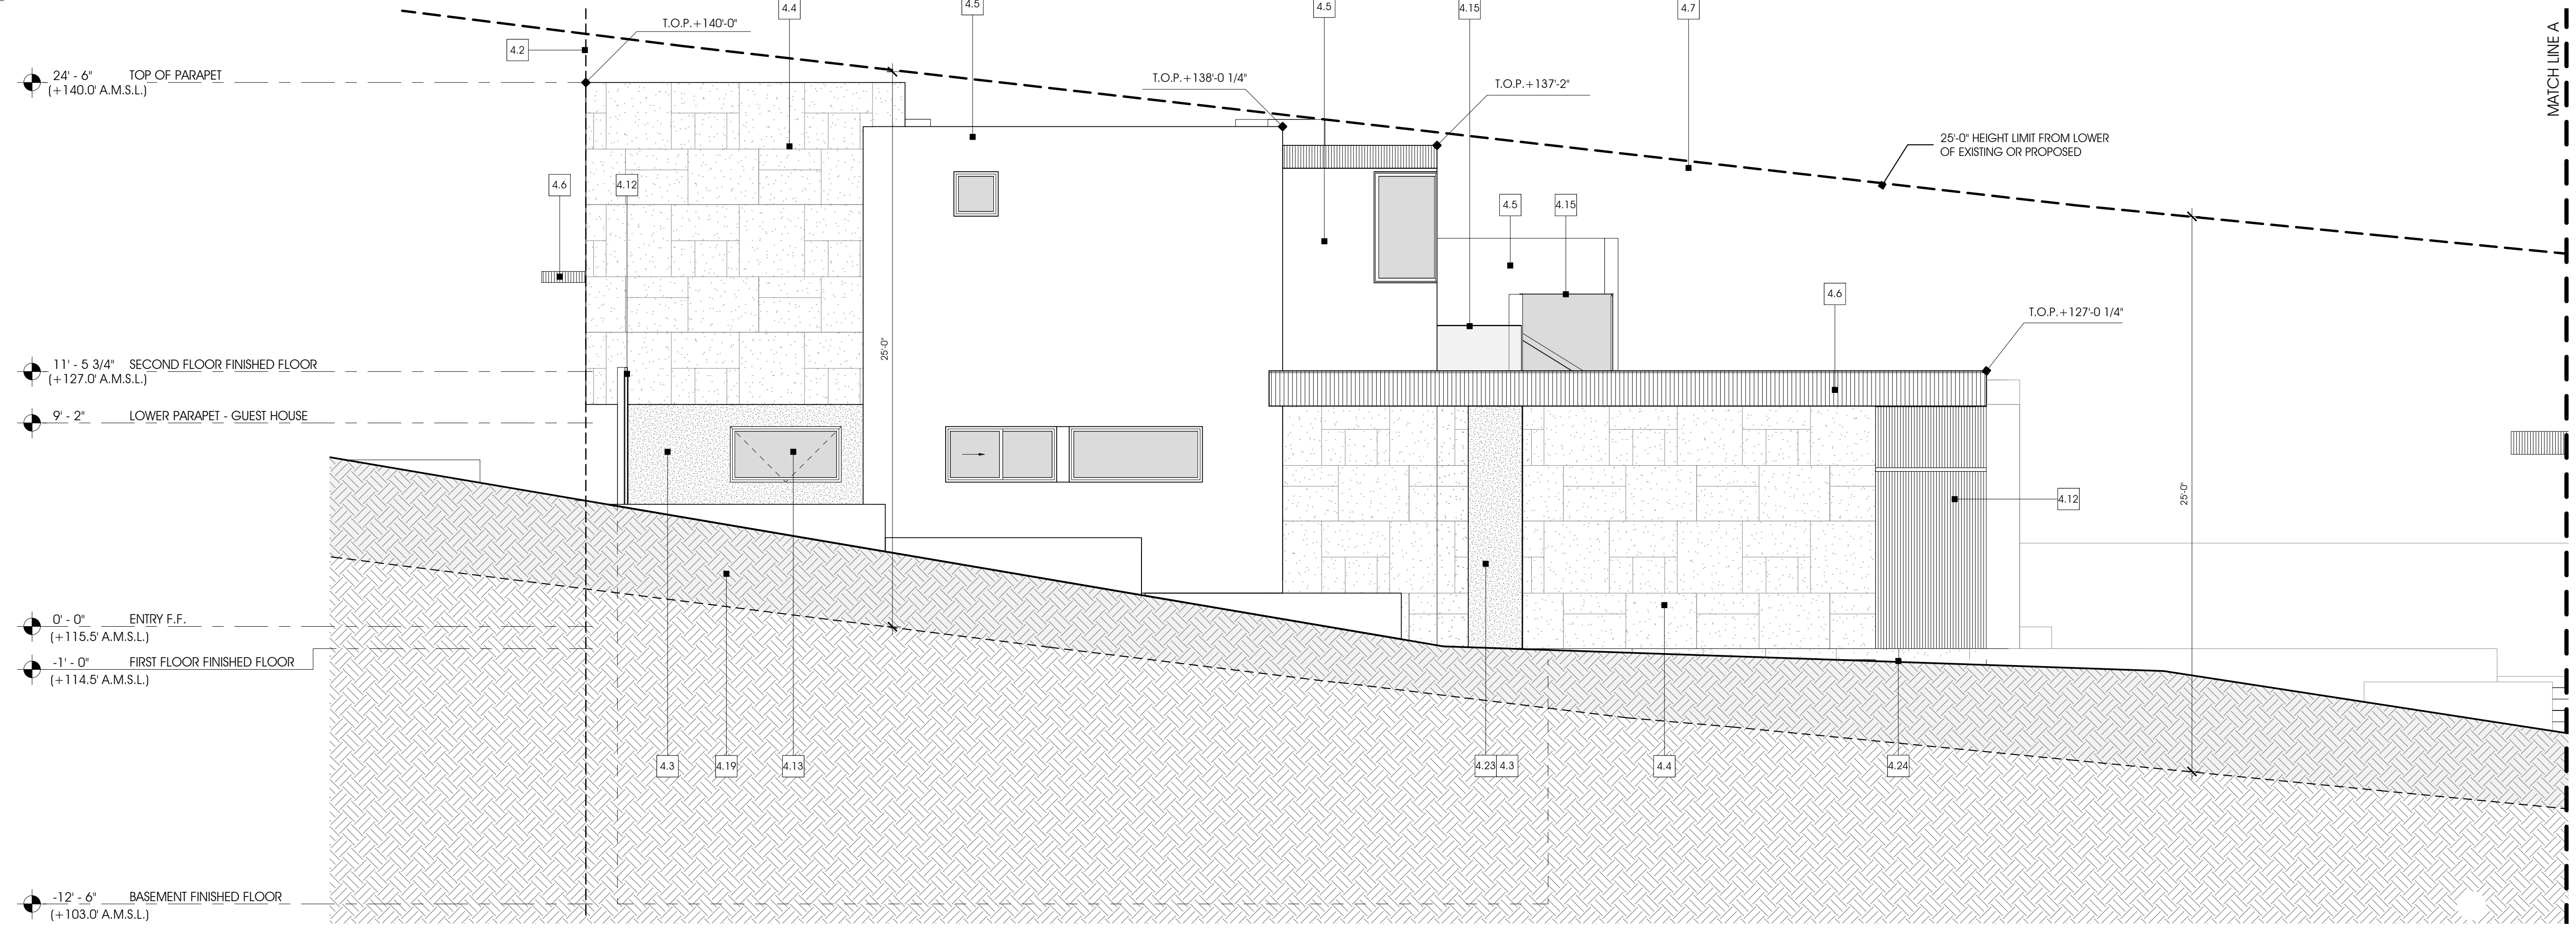 4.4
4.5
4.5
4.15
4.7
4.2
T.O.P.+140'-0"
MATCH LINE A
24' - 6" TOP OF PARAPET
(+140.0' A.M.S.L.)
T.O.P.+138'-0 1/4"
T.O.P.+137'-2"
25'-0" HEIGHT LIMIT FROM LOWER
OF EXISTING OR PROPOSED
4.6
4.12
4.5
4.15
4.6
T.O.P.+127'-0 1/4"
25'-0"
11' - 5 3/4" SECOND FLOOR FINISHED FLOOR
(+127.0' A.M.S.L.)
9' - 2" LOWER PARAPET - GUEST HOUSE
4.12
25'-0"
0' - 0" ENTRY F.F.
(+115.5' A.M.S.L.)
-1' - 0" FIRST FLOOR FINISHED FLOOR
(+114.5' A.M.S.L.)
4.3
4.19
4.13
4.23 4.3
4.4
4.24
-12' - 6" BASEMENT FINISHED FLOOR
(+103.0' A.M.S.L.)